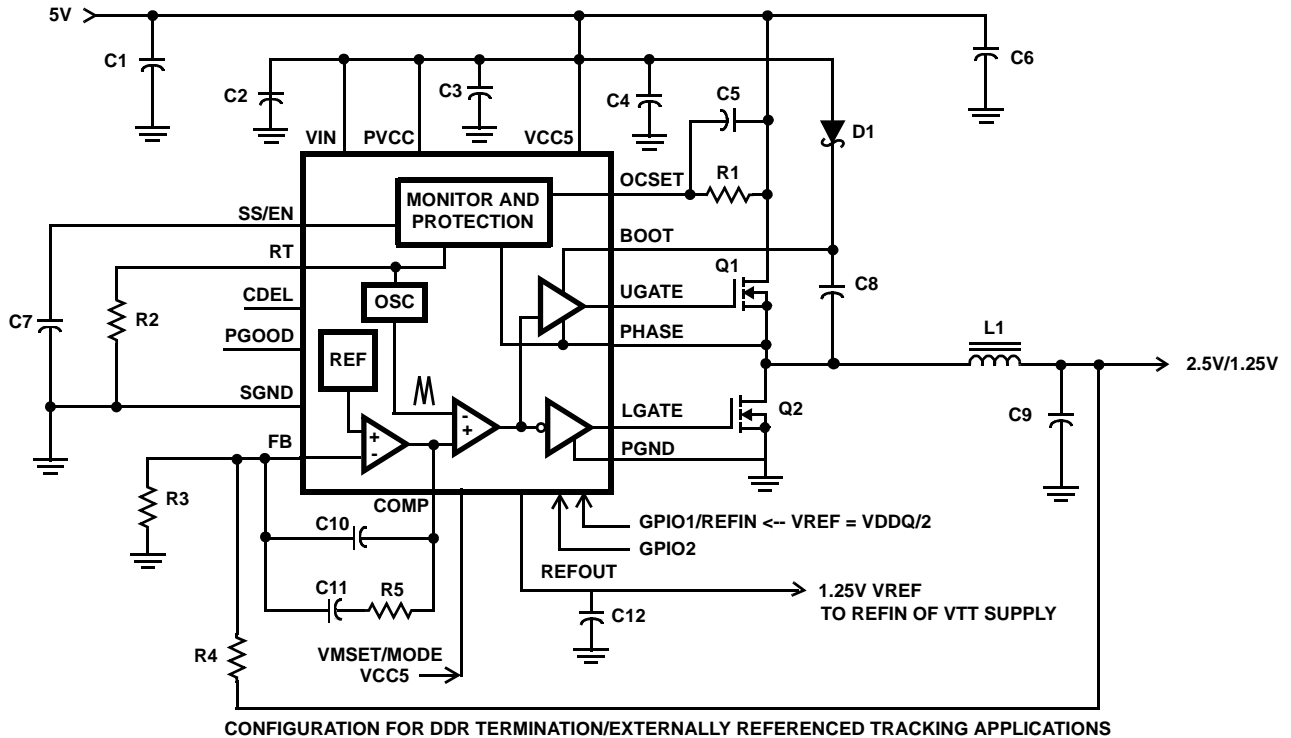 5V
C1
C2
C3
C4
C5
C6
VIN
PVCC
VCC5
D1
OCSET
R1
MONITOR AND
PROTECTION
SS/EN
BOOT
RT
Q1
C8
OSC
UGATE
CDEL
C7
R2
L1
PGOOD
REF
PHASE
2.5V/1.25V
SGND
LGATE
Q2
C9
FB
+
-
-
+
PGND
R3
COMP
C10
GPIO1/REFIN <-- VREF = VDDQ/2
GPIO2
REFOUT
C11
R5
1.25V VREF
TO REFIN OF VTT SUPPLY
C12
R4
VMSET/MODE
VCC5
CONFIGURATION FOR DDR TERMINATION/EXTERNALLY REFERENCED TRACKING APPLICATIONS